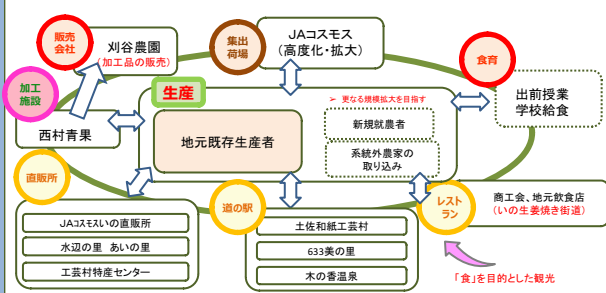 販売
会社
刈谷農園
(加工品の販売)
集出
荷場
JAコスモス
(高度化・拡大)
食育
出前授業
学校給食
加工
施設
西村青果
生産
地元既存生産者
➢ 更なる規模拡大を目指す
新規就農者
系統外農家の
取り込み
直販所
JAコスモスいの直販所
水辺の里 あいの里
工芸村特産センター
道の駅
土佐和紙工芸村
633美の里
木の香温泉
レスト
ラン
商工会、地元飲食店
(いの生姜焼き街道)
「食」を目的とした観光